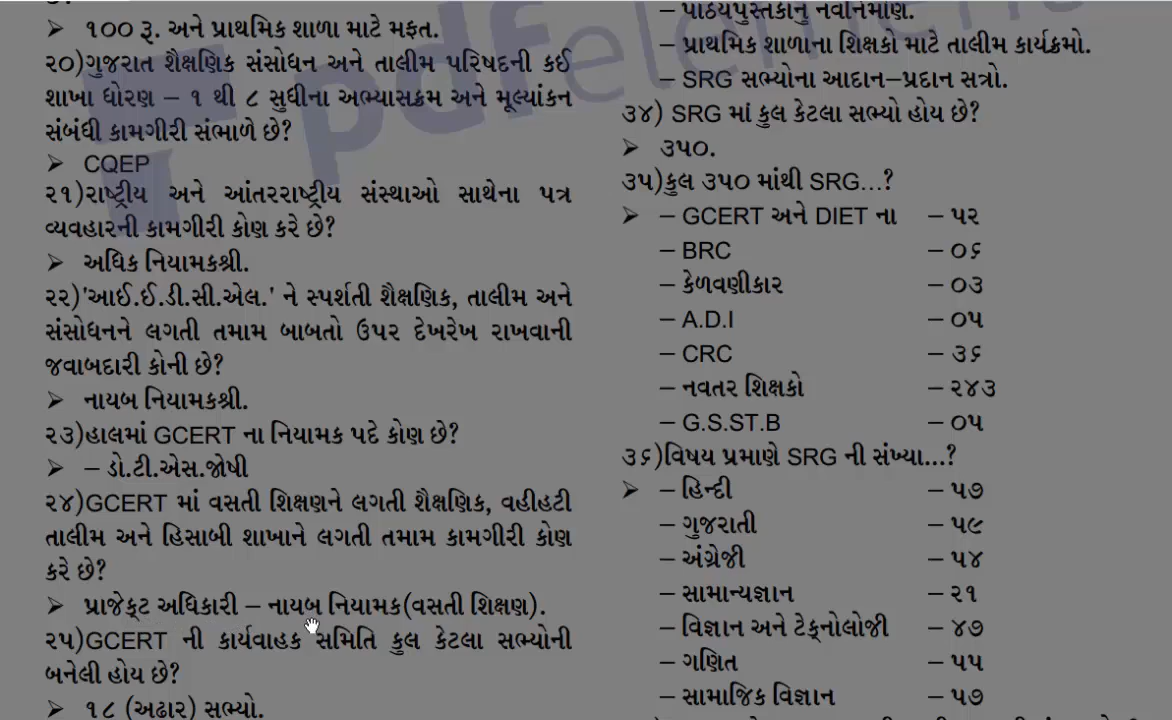 ➢ ૧૦૦ રૂ. અને પ્રાથમિક શાળા માટે મફત.
૨૦)ગુજરાત શૈક્ષણિક સંસોધન અને તાલીમ પરિષદની કઈ
શાખા ધોરણ – ૧ થી ૮ સુધીના અભ્યાસક્રમ અને મૂલ્યાંકન
સંબંધી કામગીરી સંભાળે છે?
➢ CQEP
૨૧)રાષ્ટ્રીય અને આંતરરાષ્ટ્રીય સંસ્થાઓ સાથેના પત્ર
વ્યવહારની કામગીરી કોણ કરે છે?
➢ અધિક નિયામકશ્રી.
૨૨)'આઈ.ઈ.ડી.સી.એલ.' ને સ્પર્શતી શૈક્ષણિક, તાલીમ અને
સંસોધનને લગતી તમામ બાબતો ઉપર દેખરેખ રાખવાની
જવાબદારી કોની છે?
➢ નાયબ નિયામકશ્રી.
૨૩)હાલમાં GCERT ના નિયામક પદે કોણ છે?
➢ – ડો.ટી.એસ.જોષી
૨૪)GCERT માં વસતી શિક્ષણને લગતી શૈક્ષણિક, વહીહટી
તાલીમ અને હિસાબી શાખાને લગતી તમામ કામગીરી કોણ
કરે છે?
➢ પ્રાજેક્ટ અધિકારી – નાયબ નિયામક(વસતી શિક્ષણ).
૨૫)GCERT ની કાર્યવાહક સમિતિ કુલ કેટલા સભ્યોની
બનેલી હોય છે?
➢ ૧૮ (અઢાર) સભ્યો.
– પાઠયપુસ્તકોનુ નવનિર્માણ.
– પ્રાથમિક શાળાના શિક્ષકો માટે તાલીમ કાર્યક્રમો.
– SRG સભ્યોના આદાન–પ્રદાન સત્રો.
૩૪) SRG માં કુલ કેટલા સભ્યો હોય છે?
➢ ૩૫૦.
૩૫)કુલ ૩૫૦ માંથી SRG...?
➢ – GCERT અને DIET ના – ૫૨
– BRC – ૦૬
– કેળવણીકાર – ૦૩
– A.D.I – ૦૫
– CRC – ૩૬
– નવતર શિક્ષકો – ૨૪૩
– G.S.ST.B – ૦૫
૩૬)વિષય પ્રમાણે SRG ની સંખ્યા...?
➢ – હિન્દી – ૫૭
– ગુજરાતી – ૫૯
– અંગ્રેજી – ૫૪
– સામાન્યજ્ઞાન – ૨૧
– વિજ્ઞાન અને ટેક્નોલોજી – ૪૭
– ગણિત – ૫૫
– સામાજિક વિજ્ઞાન – ૫૭
pdfelement